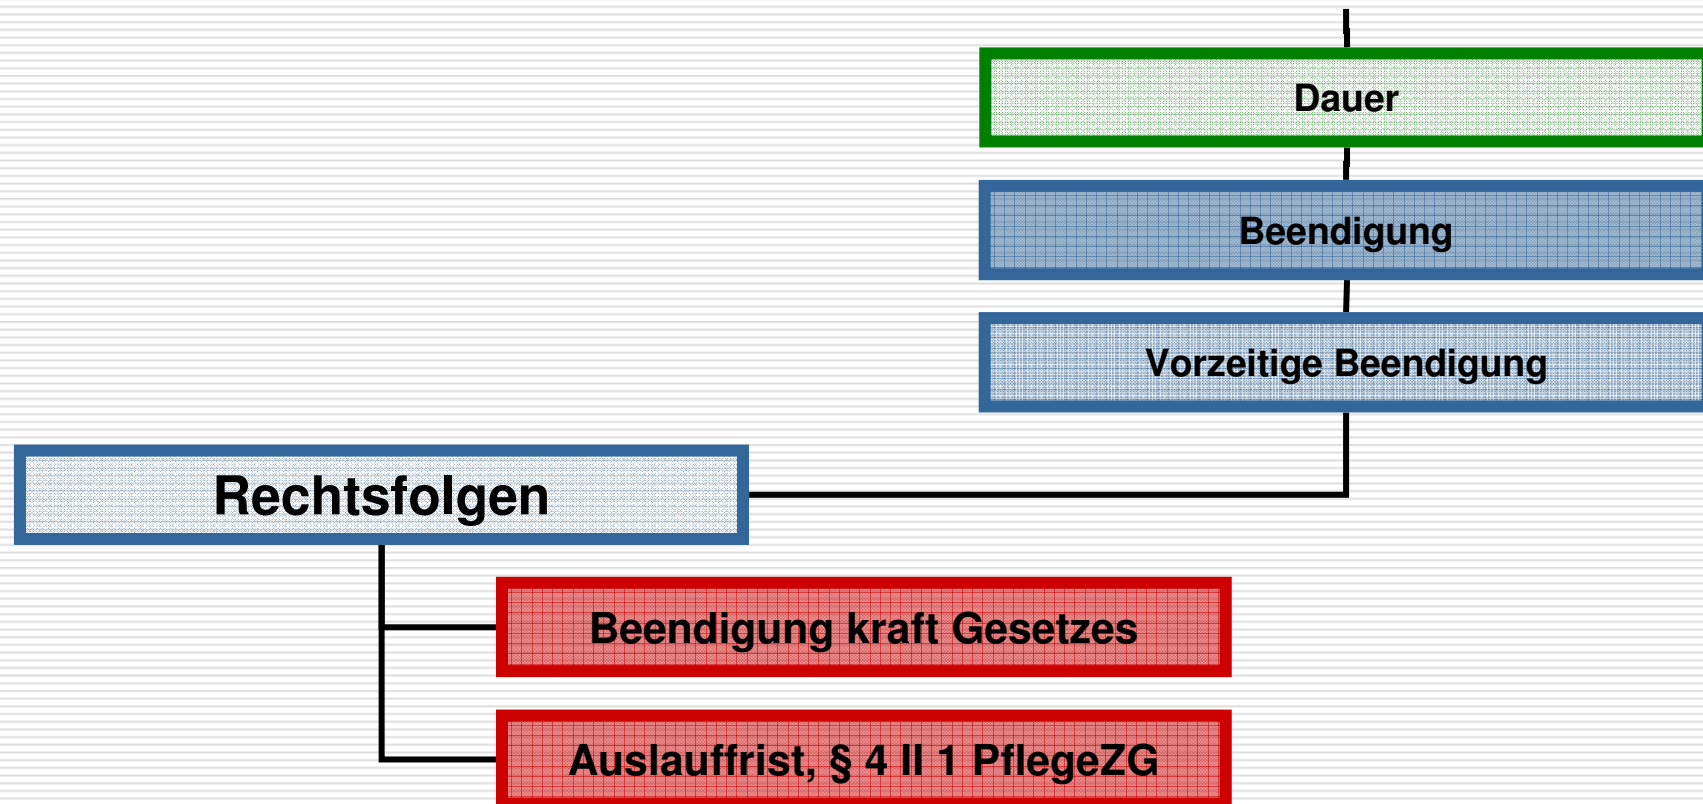 Dauer
Beendigung
Vorzeitige Beendigung
Rechtsfolgen
Beendigung kraft Gesetzes
Auslauffrist, § 4 II 1 PflegeZG